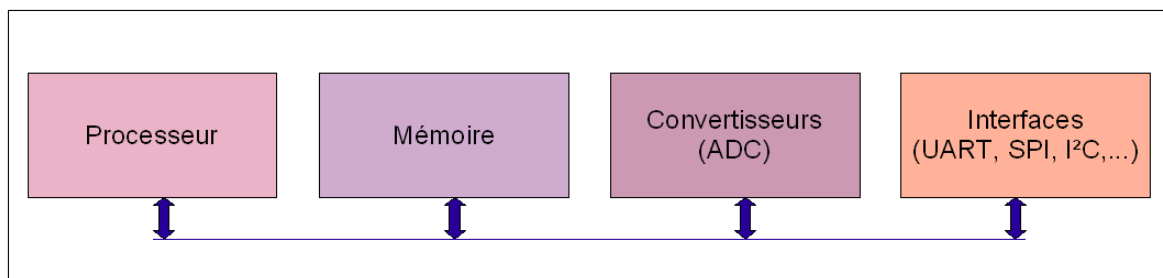 Processeur
Mémoire
Convertisseurs
(ADC)
Interfaces
(UART, SPI, I²C,...)